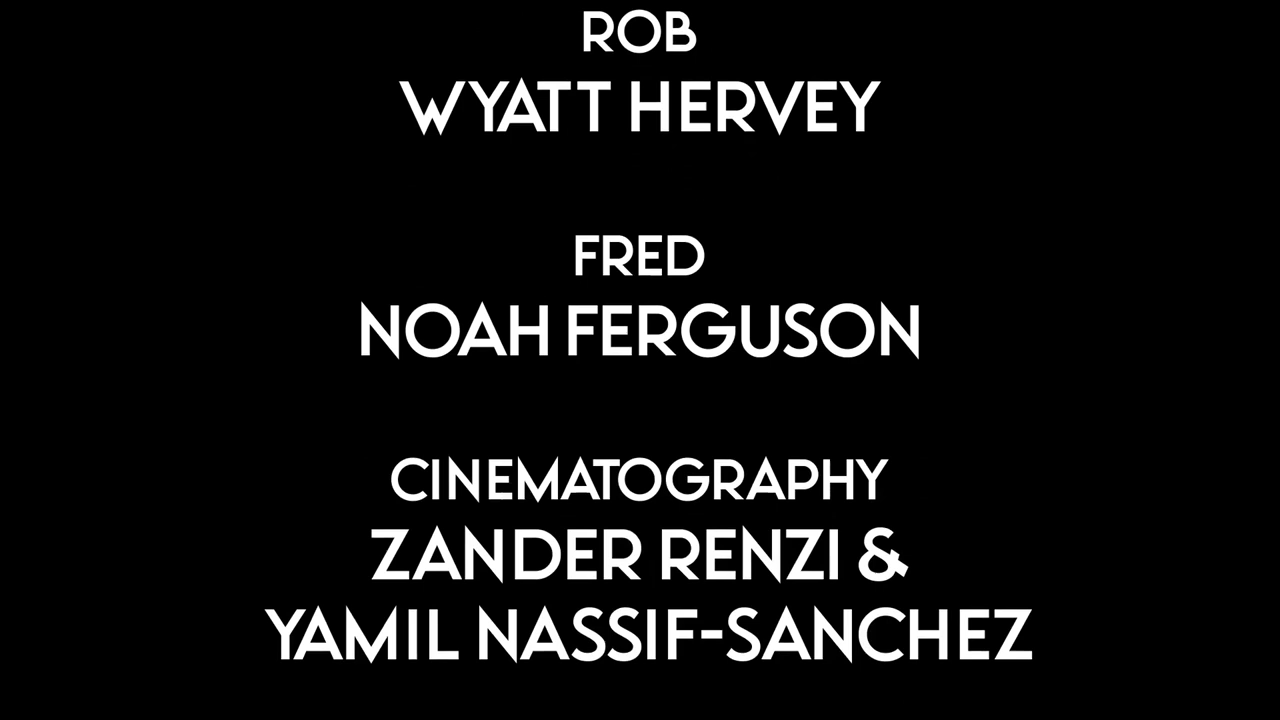 ROB
WYATT HERVEY
FRED
NOAH FERGUSON
CINEMATOGRAPHY
ZANDER RENZI &
YAMIL NASSIF-SANCHEZ